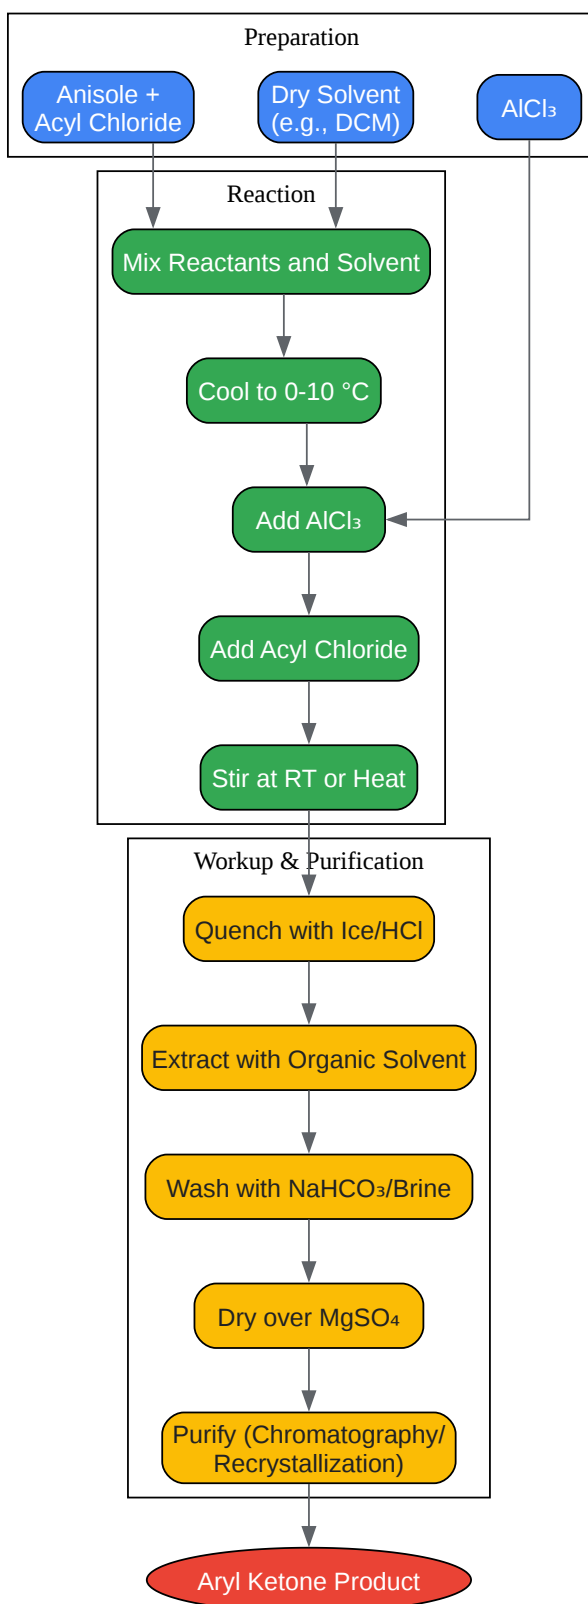 Preparation
Anisole +
Acyl Chloride
Dry Solvent
(e.g., DCM)
AlCl₃
Reaction
Mix Reactants and Solvent
Cool to 0-10 °C
Add AlCl₃
Add Acyl Chloride
Stir at RT or Heat
Workup & Purification
Quench with Ice/HCl
Extract with Organic Solvent
Wash with NaHCO₃/Brine
Dry over MgSO₄
Purify (Chromatography/
Recrystallization)
Aryl Ketone Product